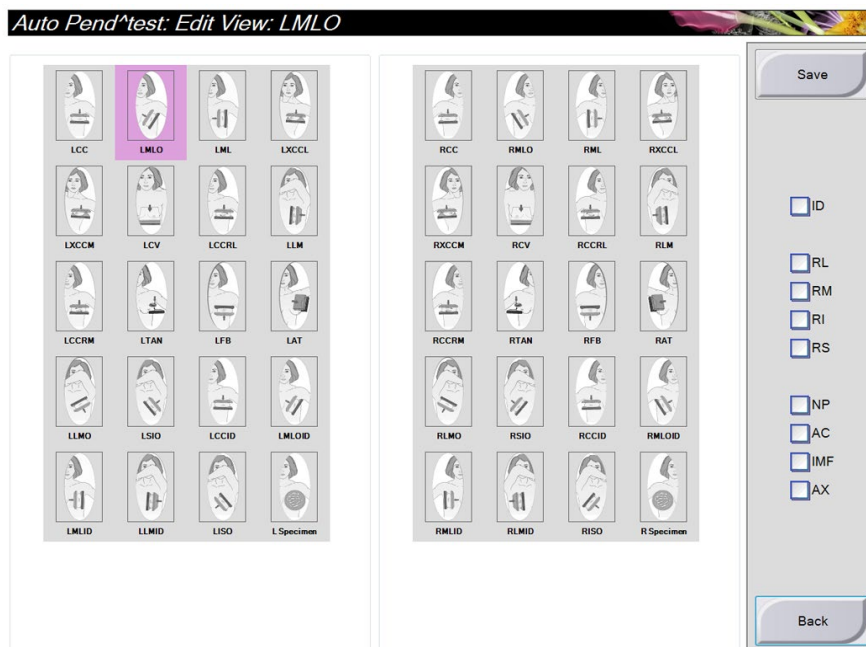 Auto Pend^test: Edit View: LMLO
LCC LMLO LML LXCCL
LXCCM LCV LCCRL LLM
LCCRM LTAN LFB LAT
LLMO LSIO LCCID LMLOID
LMLID LLMID LISO L Specimen
RCC RMLO RML RXCCL
RXCCM RCV RCCRL RLM
RCCRM RTAN RFB RAT
RLMO RSIO RCCID RMLOID
RMLID RLMID RISO R Specimen
Save
ID
RL
RM
RI
RS
NP
AC
IMF
AX
Back